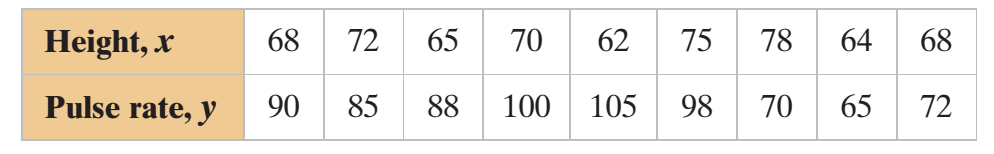 Height, x 68 72 65 70 62 75 78 64 68
Pulse rate, y 90 85 88 100 105 98 70 65 72